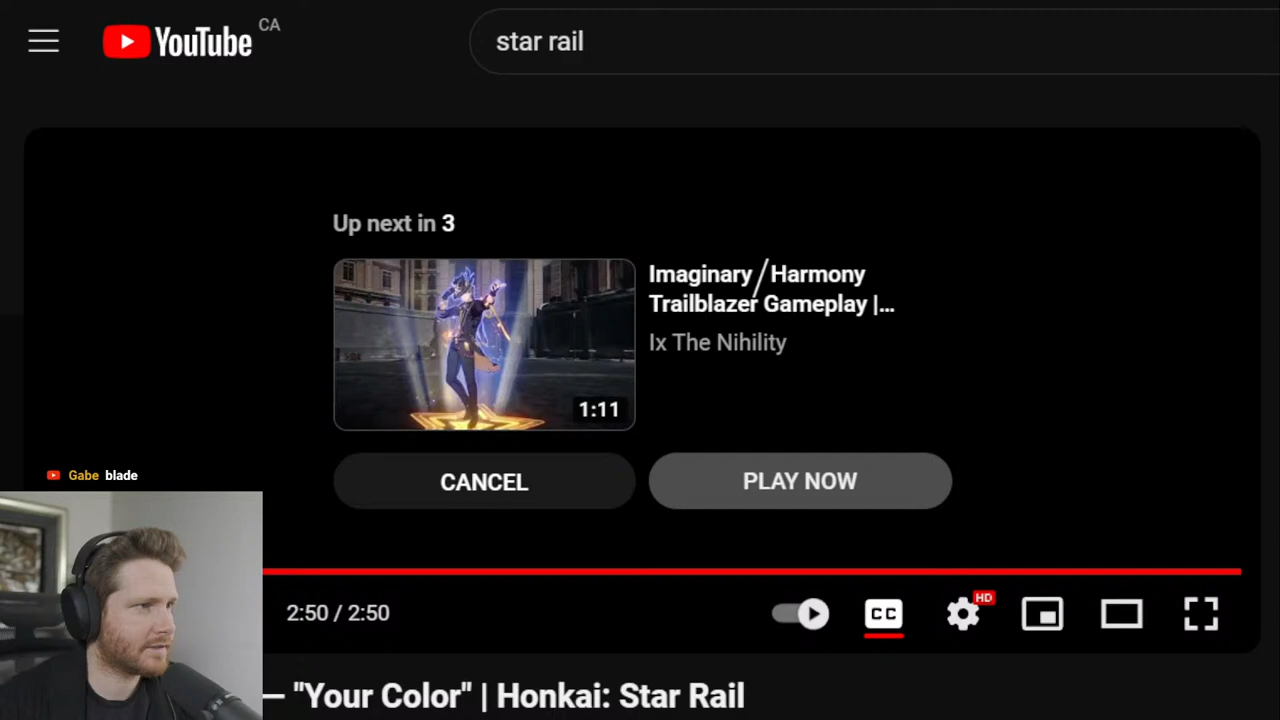 YouTube CA
star rail
Up next in 3
Imaginary/Harmony
Trailblazer Gameplay |...
Ix The Nihility
1:11
CANCEL
PLAY NOW
Gabe blade
2:50 / 2:50
CC
HD
— "Your Color" | Honkai: Star Rail